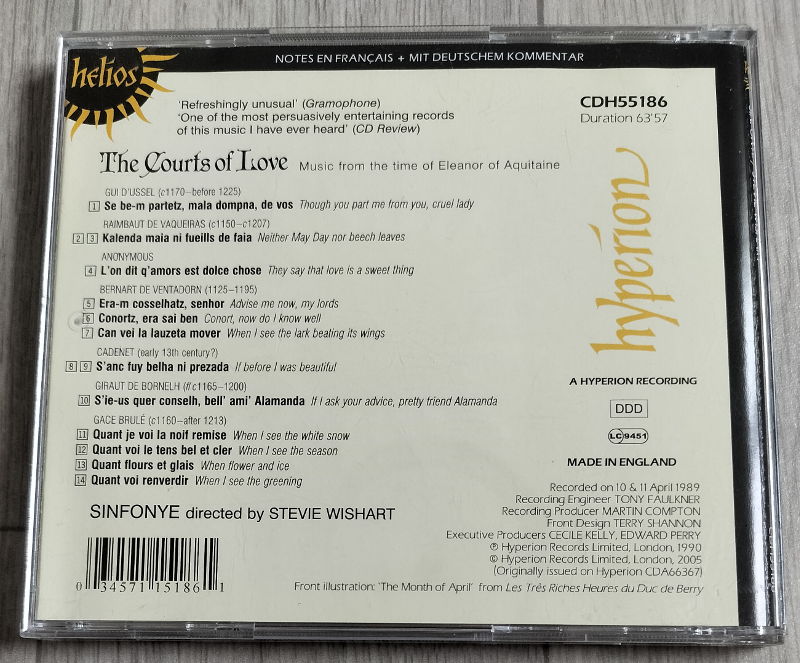 NOTES EN FRANÇAIS + MIT DEUTSCHEM KOMMENTAR
helios
'Refreshingly unusual' (Gramophone)
'One of the most persuasively entertaining records
of this music I have ever heard' (CD Review)
CDH55186
Duration 63'57
The Courts of Love Music from the time of Eleanor of Aquitaine
GUI D'USSEL (c1170–before 1225)
1 Se be-m partetz, mala dompna, de vos Though you part me from you, cruel lady
RAIMBAUT DE VAQUEIRAS (c1150–c1207)
2 3 Kalenda maia ni fueills de faia Neither May Day nor beech leaves
ANONYMOUS
4 L'on dit q'amors est dolce chose They say that love is a sweet thing
BERNART DE VENTADORN (1125–1195)
5 Era-m cosselhatz, senhor Advise me now, my lords
6 Conortz, era sai ben Conort, now do I know well
7 Can vei la lauzeta mover When I see the lark beating its wings
CADENET (early 13th century?)
8 9 S'anc fuy belha ni prezada If before I was beautiful
GIRAUT DE BORNELH (fl c1165–1200)
10 S'ie-us quer conselh, bell' ami' Alamanda If I ask your advice, pretty friend Alamanda
GACE BRULÉ (c1160–after 1213)
11 Quant je voi la noif remise When I see the white snow
12 Quant voi le tens bel et cler When I see the season
13 Quant flours et glais When flower and ice
14 Quant voi renverdir When I see the greening
SINFONYE directed by STEVIE WISHART
hyperion
A HYPERION RECORDING
DDD
LC 9451
MADE IN ENGLAND
Recorded on 10 & 11 April 1989
Recording Engineer TONY FAULKNER
Recording Producer MARTIN COMPTON
Front Design TERRY SHANNON
Executive Producers CECILE KELLY, EDWARD PERRY
℗ Hyperion Records Limited, London, 1990
© Hyperion Records Limited, London, 2005
(Originally issued on Hyperion CDA66367)
0 34571 15186 1
Front illustration: 'The Month of April' from Les Très Riches Heures du Duc de Berry